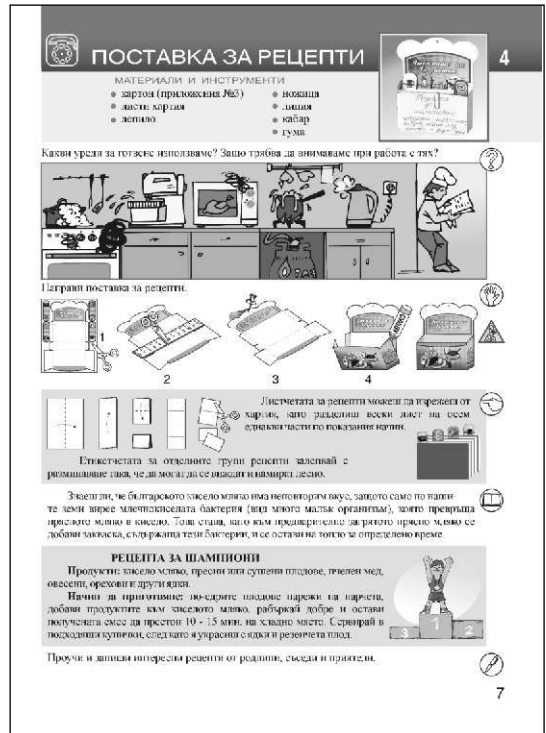 ПОСТАВКА ЗА РЕЦЕПТИ
4
МАТЕРИАЛИ И ИНСТРУМЕНТИ
картон (приложение №3)
листи хартия
лепило
ножица
линия
кабар
гума
Какви уреди за готвене използваме? Защо трябва да внимаваме при работа с тях?
Направи поставка за рецепти.
1
2
3
4
Листчетата за рецепти можеш да изрежеш от
хартия, като разделиш всеки лист на осем
еднакви части по показания начин.
Етикетчетата за отделните групи рецепти залепвай с
разминаване така, че да могат да се виждат и намират лесно.
Знаеш ли, че българското кисело мляко има неповторим вкус, защото само по наши-
те земи вирее млечнокиселата бактерия (вид много малък организъм), която превръща
прясното мляко в кисело. Това става, като към предварително загрятото прясно мляко се
добави закваска, съдържаща тези бактерии, и се остави на топло за определено време.
РЕЦЕПТА ЗА ШАМПИОНИ
Продукти: кисело мляко, пресни или сушени плодове, пчелен мед,
овесени, орехови и други ядки.
Начин за приготвяне: по-едрите плодове нарежи на парчета,
добави продуктите към киселото мляко, разбъркай добре и остави
получената смес да престои 10 - 15 мин. на хладно място. Сервирай в
подходящи купички, след като я украсиш с ядки и резенчета плод.
3
1
2
Проучи и запиши интересни рецепти от роднини, съседи и приятели.
7